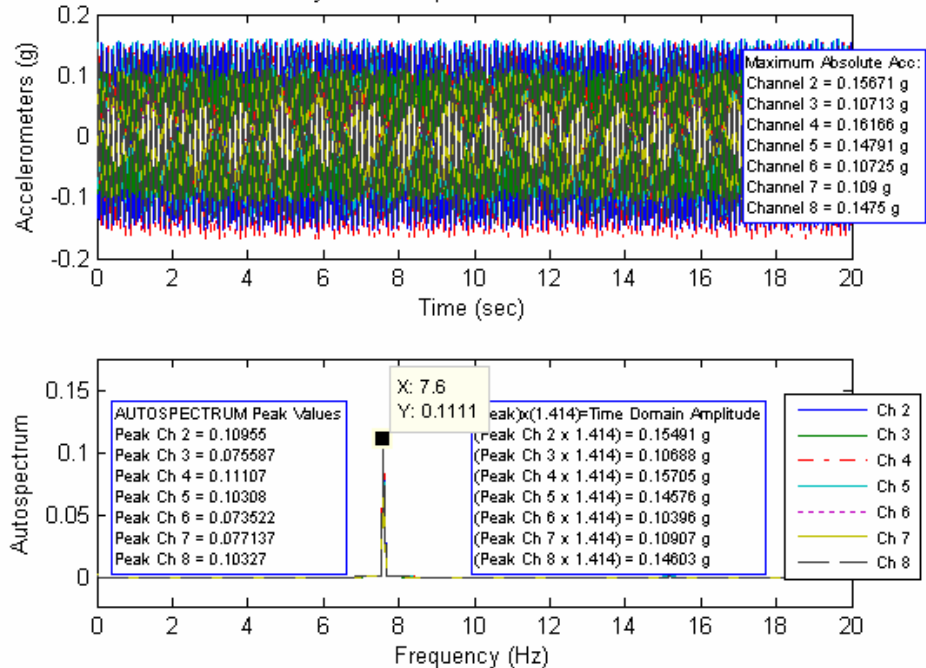 0.2
0.1
0
-0.1
-0.2
Accelerometers (g)
Maximum Absolute Acc:
Channel 2 = 0.15671 g
Channel 3 = 0.10713 g
Channel 4 = 0.16166 g
Channel 5 = 0.14791 g
Channel 6 = 0.10725 g
Channel 7 = 0.109 g
Channel 8 = 0.1475 g
0 2 4 6 8 10 12 14 16 18 20
Time (sec)
0.15
0.1
0.05
0
Autospectrum
X: 7.6
Y: 0.1111
AUTOSPECTRUM Peak Values
Peak Ch 2 = 0.10955
Peak Ch 3 = 0.075587
Peak Ch 4 = 0.11107
Peak Ch 5 = 0.10308
Peak Ch 6 = 0.073522
Peak Ch 7 = 0.077137
Peak Ch 8 = 0.10327
eak)x(1.414)=Time Domain Amplitude
(Peak Ch 2 x 1.414) = 0.15491 g
(Peak Ch 3 x 1.414) = 0.10688 g
(Peak Ch 4 x 1.414) = 0.15705 g
(Peak Ch 5 x 1.414) = 0.14576 g
(Peak Ch 6 x 1.414) = 0.10396 g
(Peak Ch 7 x 1.414) = 0.10907 g
(Peak Ch 8 x 1.414) = 0.14603 g
Ch 2
Ch 3
Ch 4
Ch 5
Ch 6
Ch 7
Ch 8
0 2 4 6 8 10 12 14 16 18 20
Frequency (Hz)